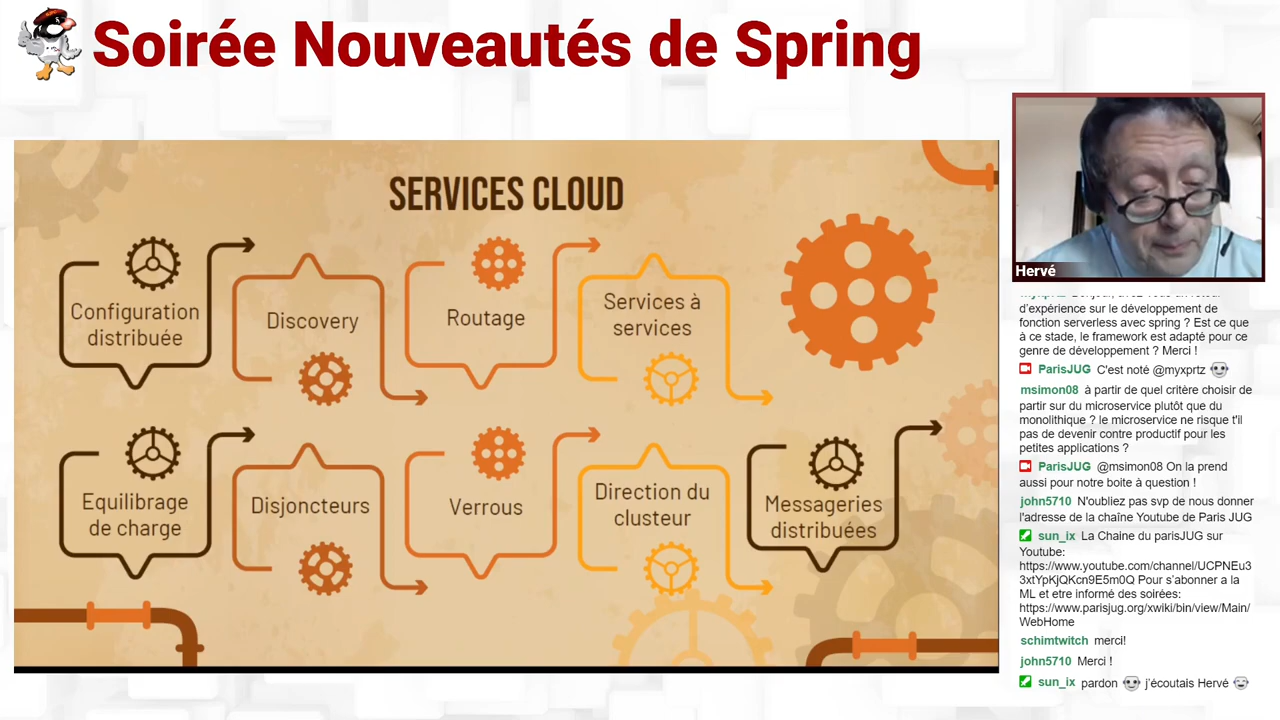 Soirée Nouveautés de Spring
SERVICES CLOUD
Configuration
distribuée
Discovery
Routage
Services à
services
Equilibrage
de charge
Disjoncteurs
Verrous
Direction du
clusteur
Messageries
distribuées
Hervé
d'expérience sur le développement de
fonction serverless avec spring ? Est ce que
à ce stade, le framework est adapté pour ce
genre de développement ? Merci !
ParisJUG C'est noté @myxprtz
msimon08 à partir de quel critère choisir de
partir sur du microservice plutôt que du
monolithique ? le microservice ne risque t'il
pas de devenir contre productif pour les
petites applications ?
ParisJUG @msimon08 On la prend
aussi pour notre boite à question !
john5710 N'oubliez pas svp de nous donner
l'adresse de la chaîne Youtube de Paris JUG
sun_ix La Chaine du parisJUG sur
Youtube:
https://www.youtube.com/channel/UCPNEu3
3xtYpKjQKcn9E5m0Q Pour s'abonner a la
ML et etre informé des soirées:
https://www.parisjug.org/xwiki/bin/view/Main/
WebHome
schimtwitch merci!
john5710 Merci !
sun_ix pardon j'écoutais Hervé